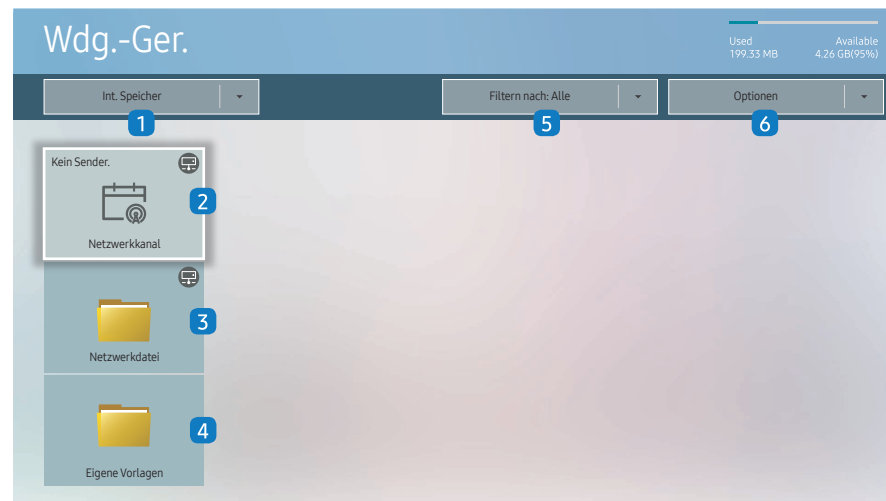 Wdg.-Ger.
Used Available
199.33 MB 4.26 GB(95%)
Int. Speicher Filtern nach: Alle Optionen
1 5 6
Kein Sender.
2
Netzwerkkanal
3
Netzwerkdatei
4
Eigene Vorlagen